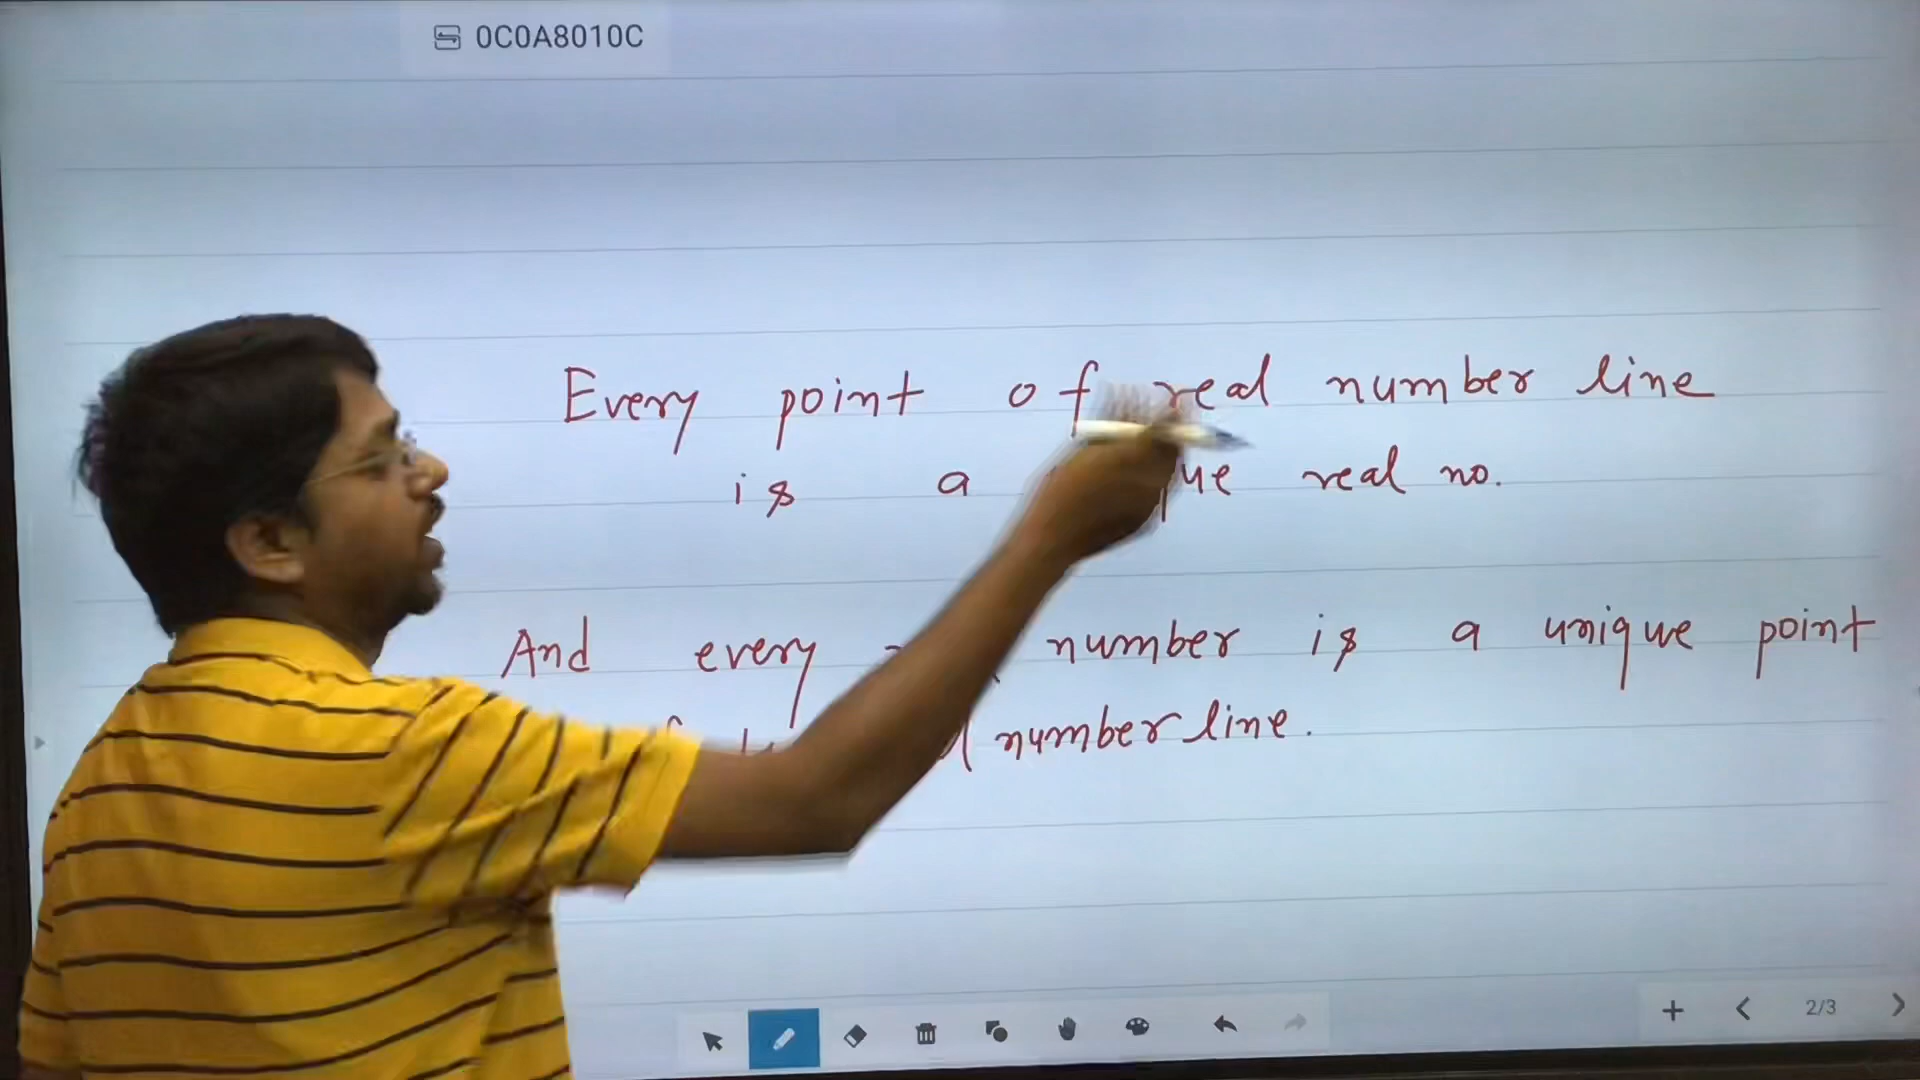 0C0A8010C
Every point of real number line
is a real no.
And every number is a unique point
number line.
2/3